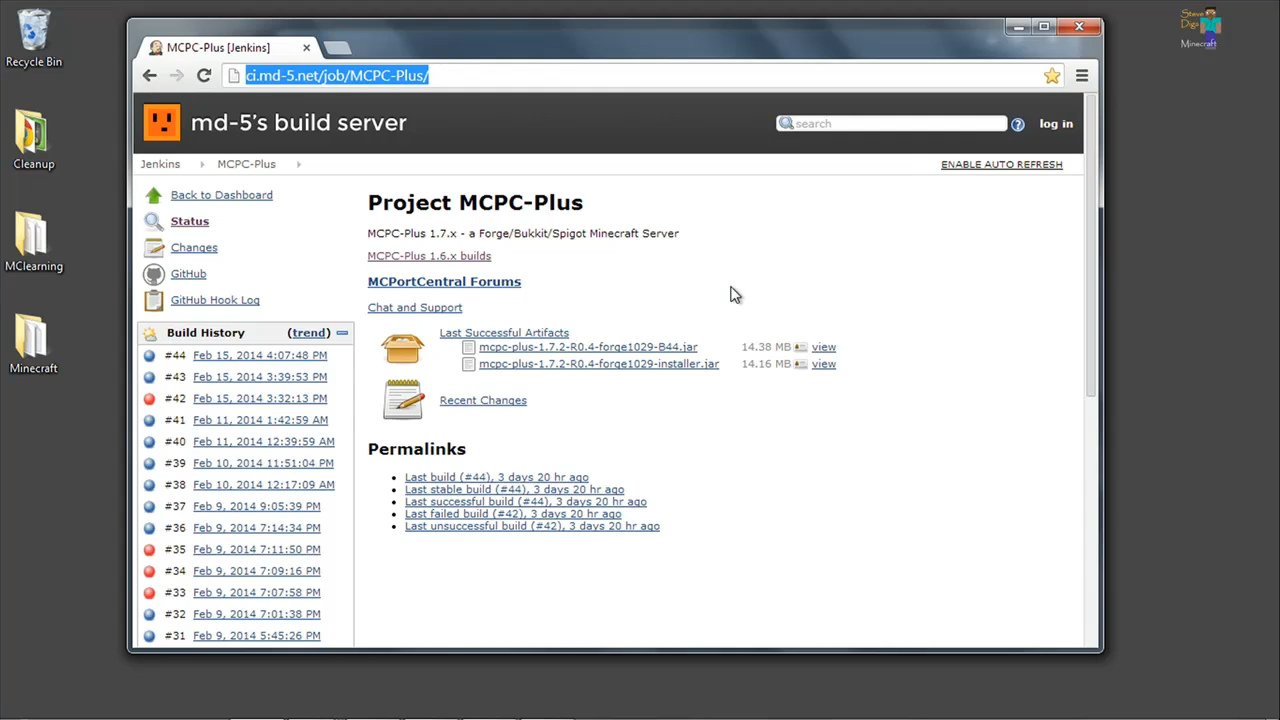 Recycle Bin
Cleanup
MClearning
Minecraft
Steve
Digo
Minecraft
MCPC-Plus [Jenkins]
ci.md-5.net/job/MCPC-Plus/
md-5's build server
search
log in
Jenkins
MCPC-Plus
ENABLE AUTO REFRESH
Back to Dashboard
Status
Changes
GitHub
GitHub Hook Log
Build History (trend)
#44 Feb 15, 2014 4:07:48 PM
#43 Feb 15, 2014 3:39:53 PM
#42 Feb 15, 2014 3:32:13 PM
#41 Feb 11, 2014 1:42:59 AM
#40 Feb 11, 2014 12:39:59 AM
#39 Feb 10, 2014 11:51:04 PM
#38 Feb 10, 2014 12:17:09 AM
#37 Feb 9, 2014 9:05:39 PM
#36 Feb 9, 2014 7:14:34 PM
#35 Feb 9, 2014 7:11:50 PM
#34 Feb 9, 2014 7:09:16 PM
#33 Feb 9, 2014 7:07:58 PM
#32 Feb 9, 2014 7:01:38 PM
#31 Feb 9, 2014 5:45:26 PM
Project MCPC-Plus
MCPC-Plus 1.7.x - a Forge/Bukkit/Spigot Minecraft Server
MCPC-Plus 1.6.x builds
MCPortCentral Forums
Chat and Support
Last Successful Artifacts
mcpc-plus-1.7.2-R0.4-forge1029-B44.jar 14.38 MB view
mcpc-plus-1.7.2-R0.4-forge1029-installer.jar 14.16 MB view
Recent Changes
Permalinks
Last build (#44), 3 days 20 hr ago
Last stable build (#44), 3 days 20 hr ago
Last successful build (#44), 3 days 20 hr ago
Last failed build (#42), 3 days 20 hr ago
Last unsuccessful build (#42), 3 days 20 hr ago